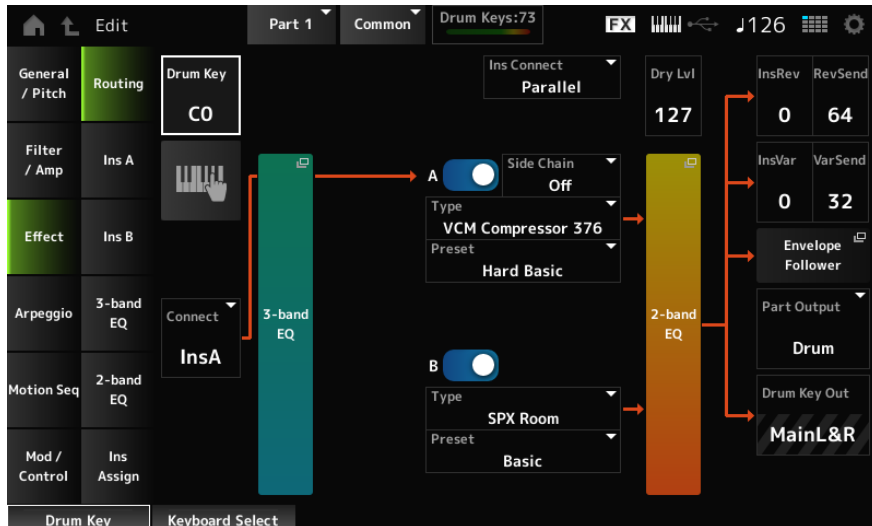 Edit
Part 1
Common
Drum Keys:73
FX
♩126
General
/ Pitch
Routing
Drum Key
C0
Ins Connect
Parallel
Dry Lvl
127
InsRev
RevSend
0
64
Filter
/ Amp
Ins A
A
Side Chain
Off
InsVar
VarSend
0
32
Type
VCM Compressor 376
Preset
Hard Basic
Effect
Ins B
Envelope
Follower
Arpeggio
3-band
EQ
Connect
InsA
3-band
EQ
2-band
EQ
Part Output
Drum
Motion Seq
2-band
EQ
B
Type
SPX Room
Preset
Basic
Drum Key Out
MainL&R
Mod /
Control
Ins
Assign
Drum Key
Keyboard Select